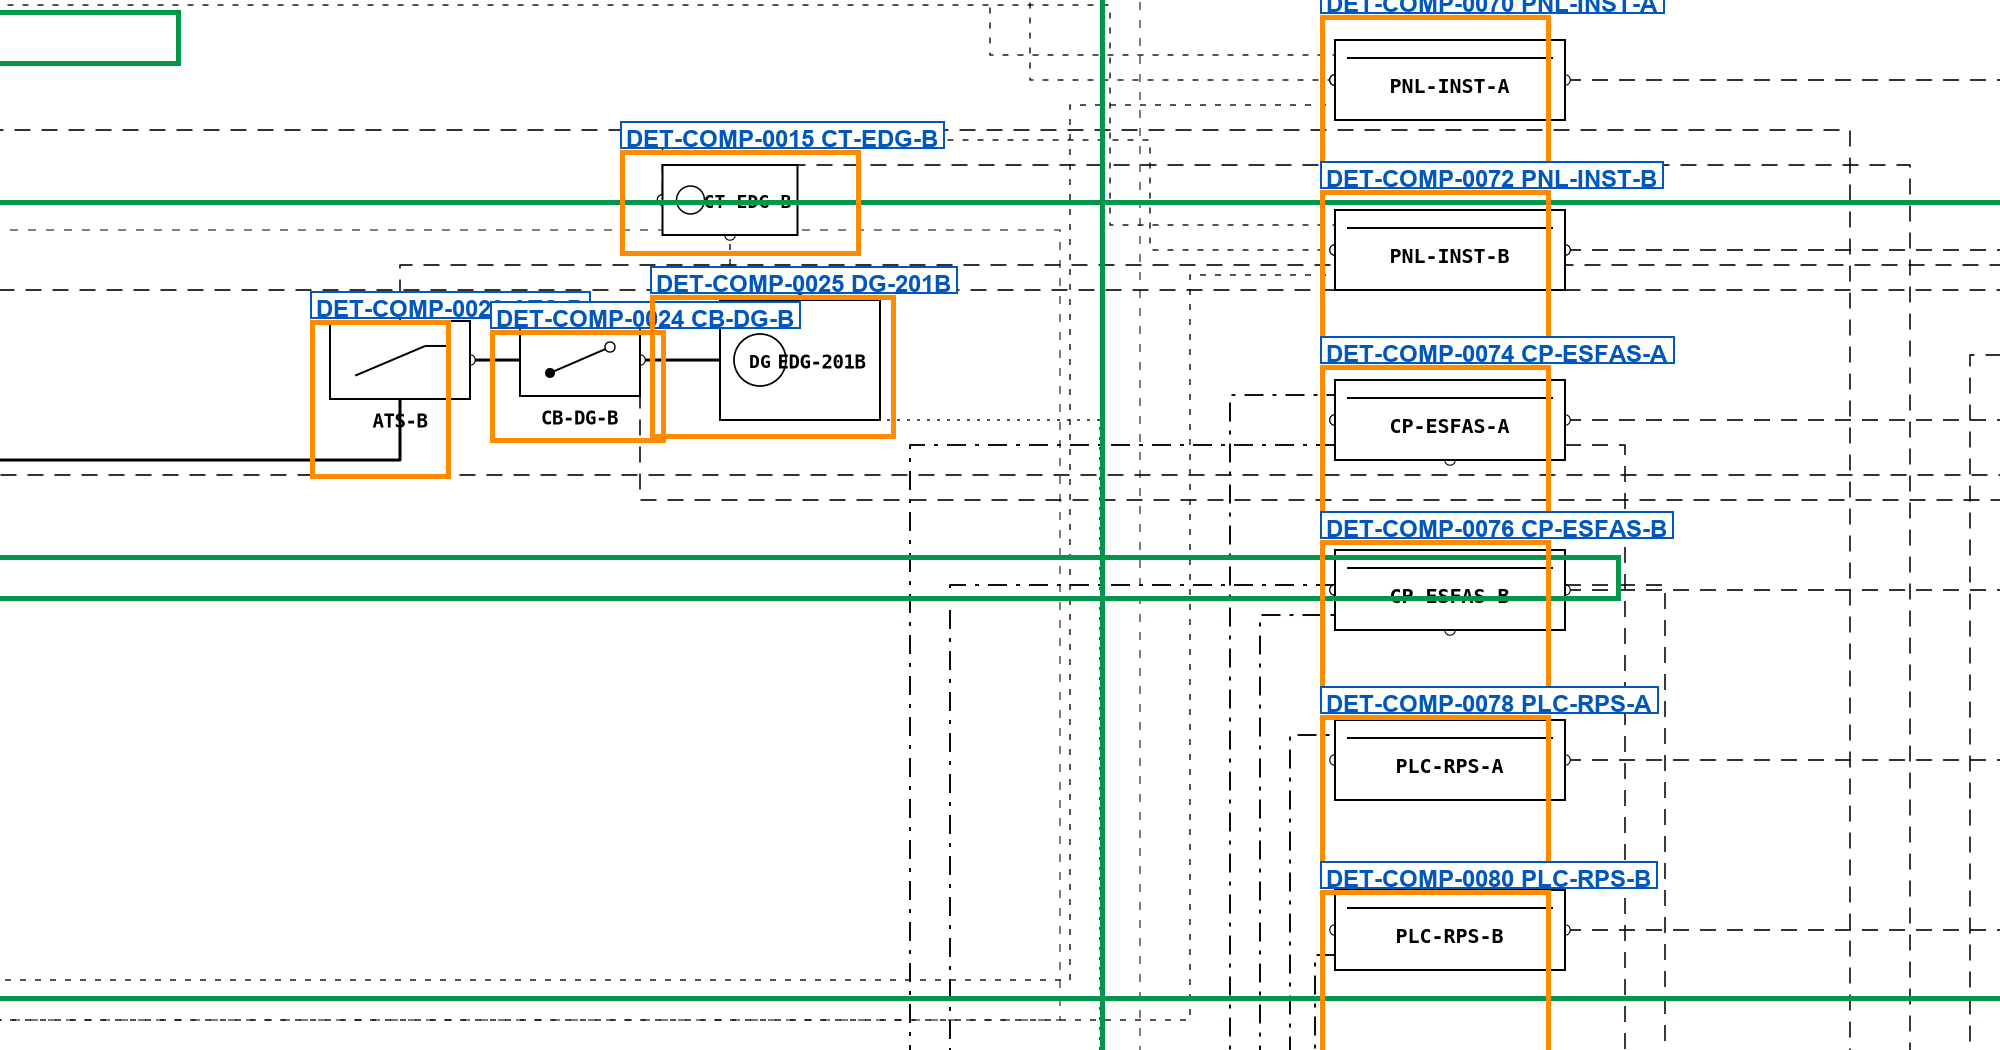 DET-COMP-0070 PNL-INST-A
PNL-INST-A
DET-COMP-0015 CT-EDG-B
CT-EDG-B
DET-COMP-0072 PNL-INST-B
PNL-INST-B
DET-COMP-0025 DG-201B
DG EDG-201B
DET-COMP-0024 CB-DG-B
CB-DG-B
ATS-B
DET-COMP-0074 CP-ESFAS-A
CP-ESFAS-A
DET-COMP-0076 CP-ESFAS-B
CP-ESFAS-B
DET-COMP-0078 PLC-RPS-A
PLC-RPS-A
DET-COMP-0080 PLC-RPS-B
PLC-RPS-B